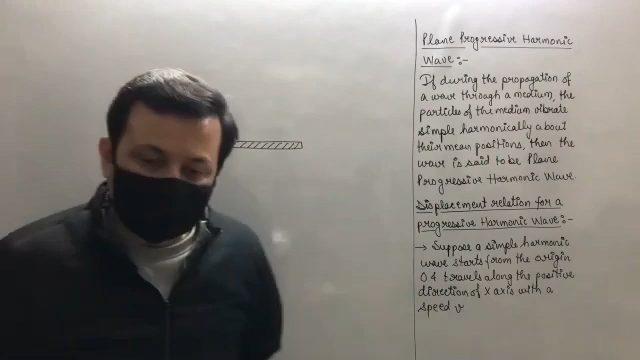 Plane Progressive Harmonic
Wave:-
If during the propagation of
a wave through a medium, the
particles of the medium vibrate
simple harmonically about
their mean positions, then the
wave is said to be Plane
Progressive Harmonic Wave.
Displacement relation for a
progressive Harmonic Wave:-
→ Suppose a simple harmonic
wave starts from the origin
O & travels along the positive
direction of X axis with a
speed v